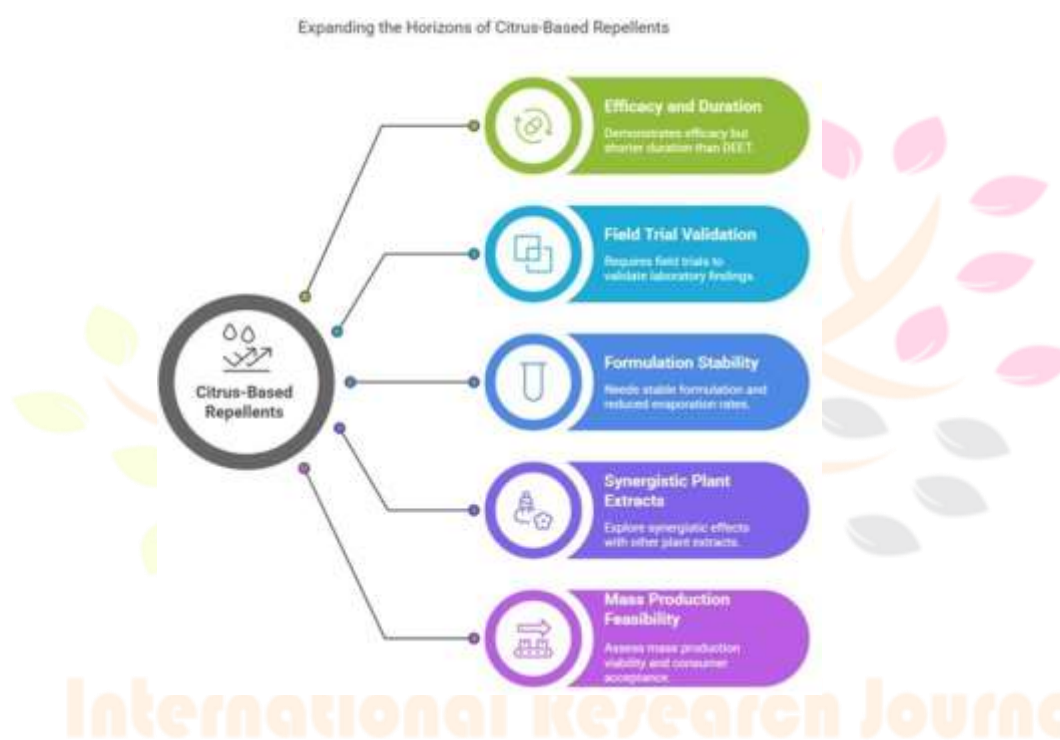 Expanding the Horizons of Citrus-Based Repellents
Efficacy and Duration
Demonstrates efficacy but
shorter duration than DEET.
Field Trial Validation
Requires field trials to
validate laboratory findings.
Citrus-Based
Repellents
Formulation Stability
Needs stable formulation and
reduced evaporation rates.
Synergistic Plant
Extracts
Explore synergistic effects
with other plant extracts.
Mass Production
Feasibility
Assess mass production
viability and consumer
acceptance.
International Research